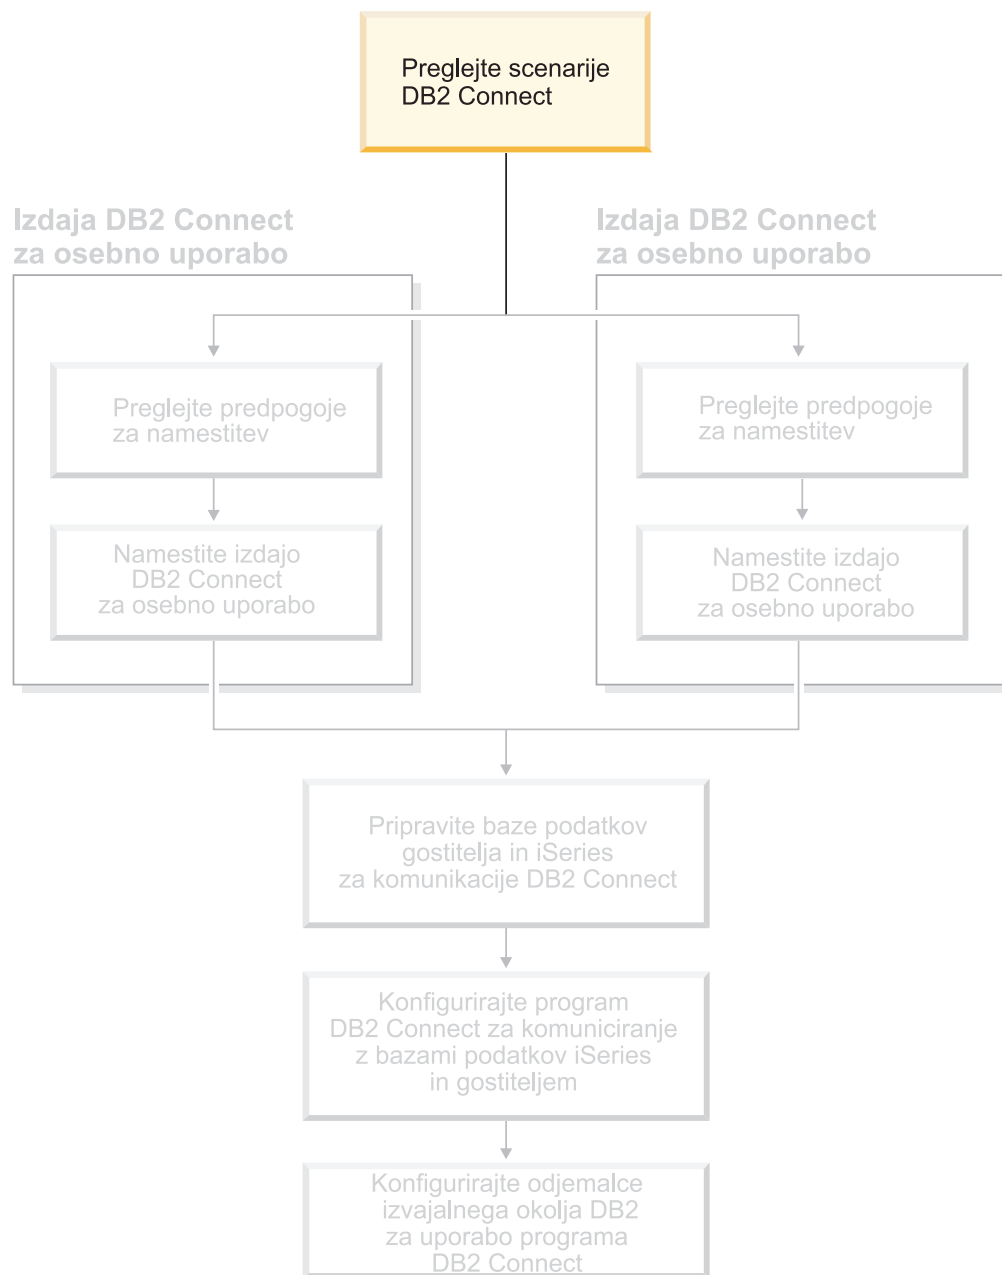 Preglejte scenarije
DB2 Connect
Izdaja DB2 Connect
za osebno uporabo
Preglejte predpogoje
za namestitev
Namestite izdajo
DB2 Connect
za osebno uporabo
Izdaja DB2 Connect
za osebno uporabo
Preglejte predpogoje
za namestitev
Namestite izdajo
DB2 Connect
za osebno uporabo
Pripravite baze podatkov
gostitelja in iSeries
za komunikacije DB2 Connect
Konfigurirajte program
DB2 Connect za komuniciranje
z bazami podatkov iSeries
in gostiteljem
Konfigurirajte odjemalce
izvajalnega okolja DB2
za uporabo programa
DB2 Connect